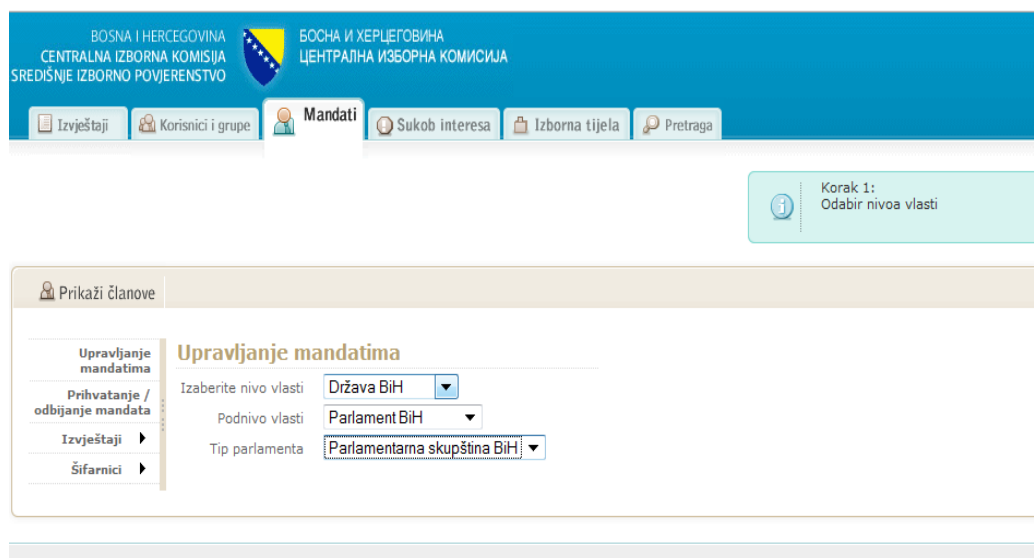 BOSNA I HERCEGOVINA
CENTRALNA IZBORNA KOMISIJA
SREDIŠNJE IZBORNO POVJERENSTVO
БОСНА И ХЕРЦЕГОВИНА
ЦЕНТРАЛНА ИЗБОРНА КОМИСИЈА
Izvještaji
Korisnici i grupe
Mandati
Sukob interesa
Izborna tijela
Pretraga
Korak 1:
Odabir nivoa vlasti
Prikaži članove
Upravljanje
mandatima
Prihvatanje /
odbijanje mandata
Izvještaji
Šifarnici
Upravljanje mandatima
Izaberite nivo vlasti Država BiH
Podnivo vlasti Parlament BiH
Tip parlamenta Parlamentarna skupština BiH